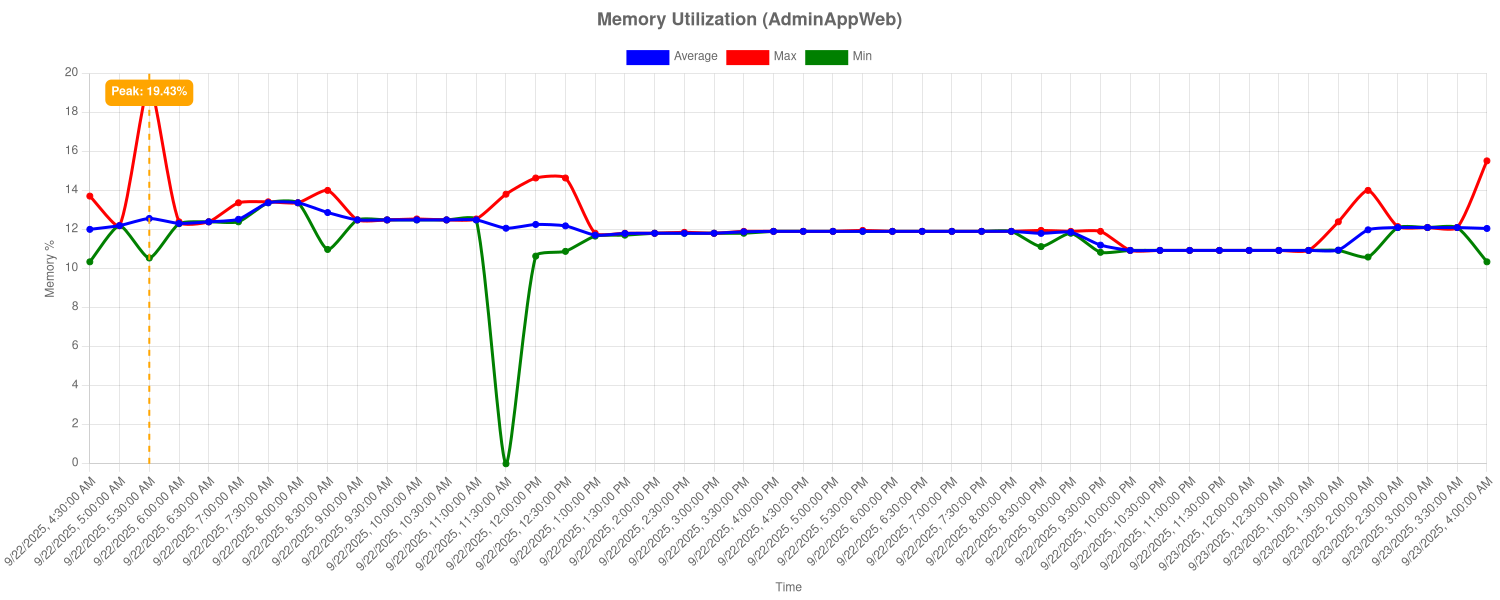 Memory Utilization (AdminAppWeb)
Average Max Min
Peak: 19.43%
20
18
16
14
12
10
8
6
4
2
0
Memory %
9/22/2025, 4:30:00 AM
9/22/2025, 5:00:00 AM
9/22/2025, 5:30:00 AM
9/22/2025, 6:00:00 AM
9/22/2025, 6:30:00 AM
9/22/2025, 7:00:00 AM
9/22/2025, 7:30:00 AM
9/22/2025, 8:00:00 AM
9/22/2025, 8:30:00 AM
9/22/2025, 9:00:00 AM
9/22/2025, 9:30:00 AM
9/22/2025, 10:00:00 AM
9/22/2025, 10:30:00 AM
9/22/2025, 11:00:00 AM
9/22/2025, 11:30:00 AM
9/22/2025, 12:00:00 PM
9/22/2025, 12:30:00 PM
9/22/2025, 1:00:00 PM
9/22/2025, 1:30:00 PM
9/22/2025, 2:00:00 PM
9/22/2025, 2:30:00 PM
9/22/2025, 3:00:00 PM
9/22/2025, 3:30:00 PM
9/22/2025, 4:00:00 PM
9/22/2025, 4:30:00 PM
9/22/2025, 5:00:00 PM
9/22/2025, 5:30:00 PM
9/22/2025, 6:00:00 PM
9/22/2025, 6:30:00 PM
9/22/2025, 7:00:00 PM
9/22/2025, 7:30:00 PM
9/22/2025, 8:00:00 PM
9/22/2025, 8:30:00 PM
9/22/2025, 9:00:00 PM
9/22/2025, 9:30:00 PM
9/22/2025, 10:00:00 PM
9/22/2025, 10:30:00 PM
9/22/2025, 11:00:00 PM
9/22/2025, 11:30:00 PM
9/23/2025, 12:00:00 AM
9/23/2025, 12:30:00 AM
9/23/2025, 1:00:00 AM
9/23/2025, 1:30:00 AM
9/23/2025, 2:00:00 AM
9/23/2025, 2:30:00 AM
9/23/2025, 3:00:00 AM
9/23/2025, 3:30:00 AM
9/23/2025, 4:00:00 AM
Time